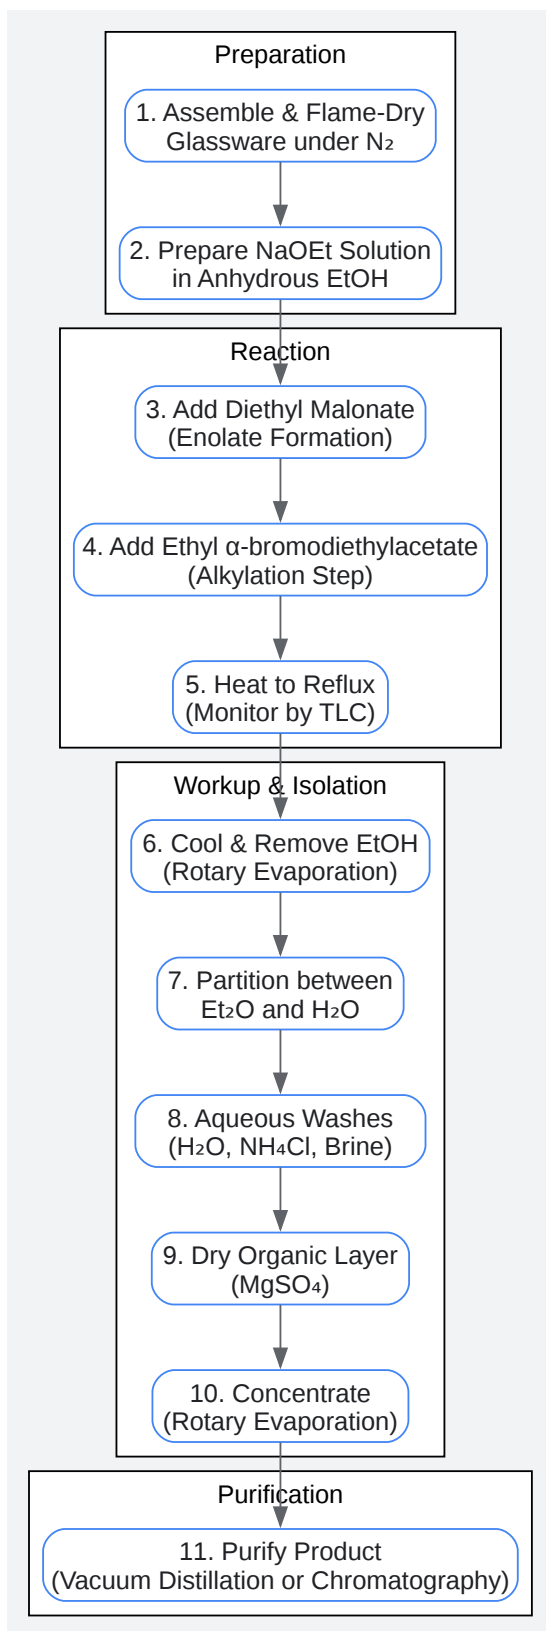 Preparation
1. Assemble & Flame-Dry
Glassware under N₂
2. Prepare NaOEt Solution
in Anhydrous EtOH
Reaction
3. Add Diethyl Malonate
(Enolate Formation)
4. Add Ethyl α-bromodiethylacetate
(Alkylation Step)
5. Heat to Reflux
(Monitor by TLC)
Workup & Isolation
6. Cool & Remove EtOH
(Rotary Evaporation)
7. Partition between
Et₂O and H₂O
8. Aqueous Washes
(H₂O, NH₄Cl, Brine)
9. Dry Organic Layer
(MgSO₄)
10. Concentrate
(Rotary Evaporation)
Purification
11. Purify Product
(Vacuum Distillation or Chromatography)